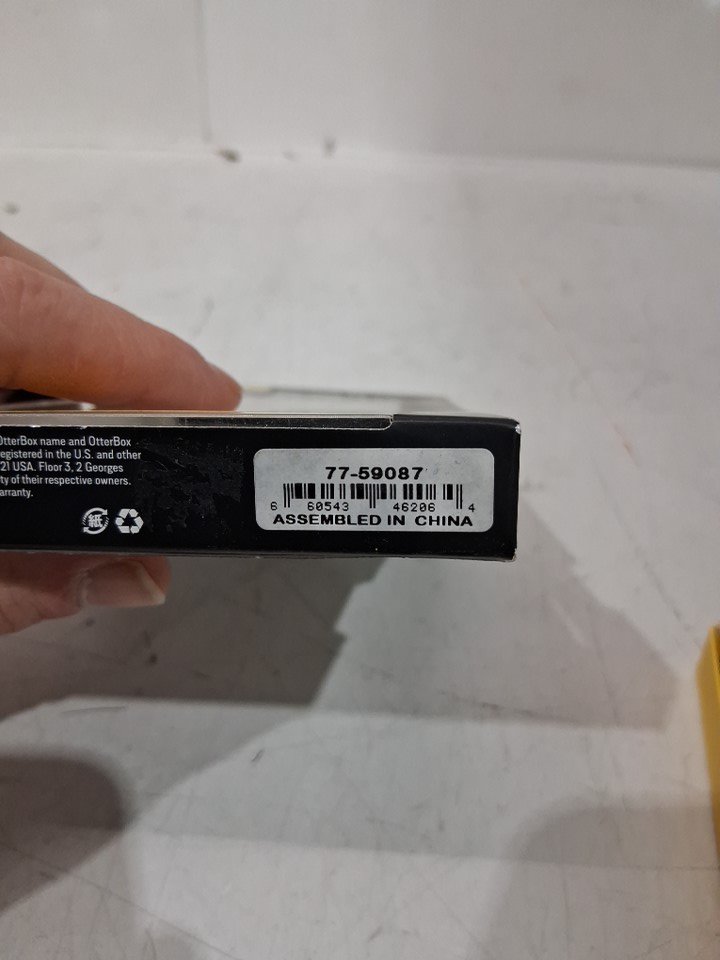 OtterBox name and OtterBox
egistered in the U.S. and other
21 USA. Floor 3, 2 Georges
ty of their respective owners.
arranty.
紙
77-59087
6 60543 46206 4
ASSEMBLED IN CHINA